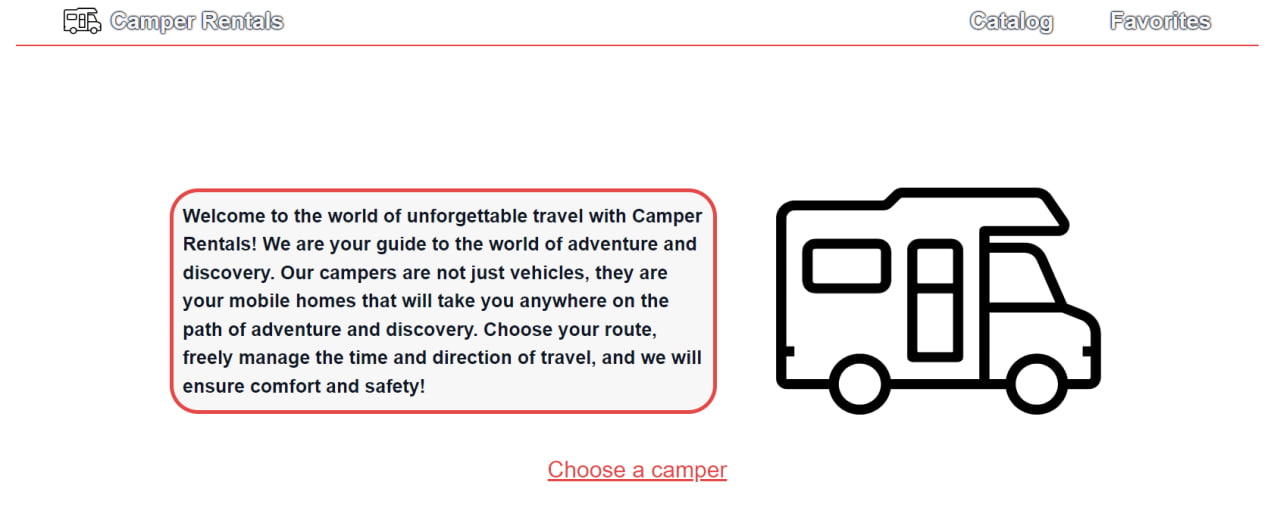 Camper Rentals
Catalog
Favorites
Welcome to the world of unforgettable travel with Camper
Rentals! We are your guide to the world of adventure and
discovery. Our campers are not just vehicles, they are
your mobile homes that will take you anywhere on the
path of adventure and discovery. Choose your route,
freely manage the time and direction of travel, and we will
ensure comfort and safety!
Choose a camper